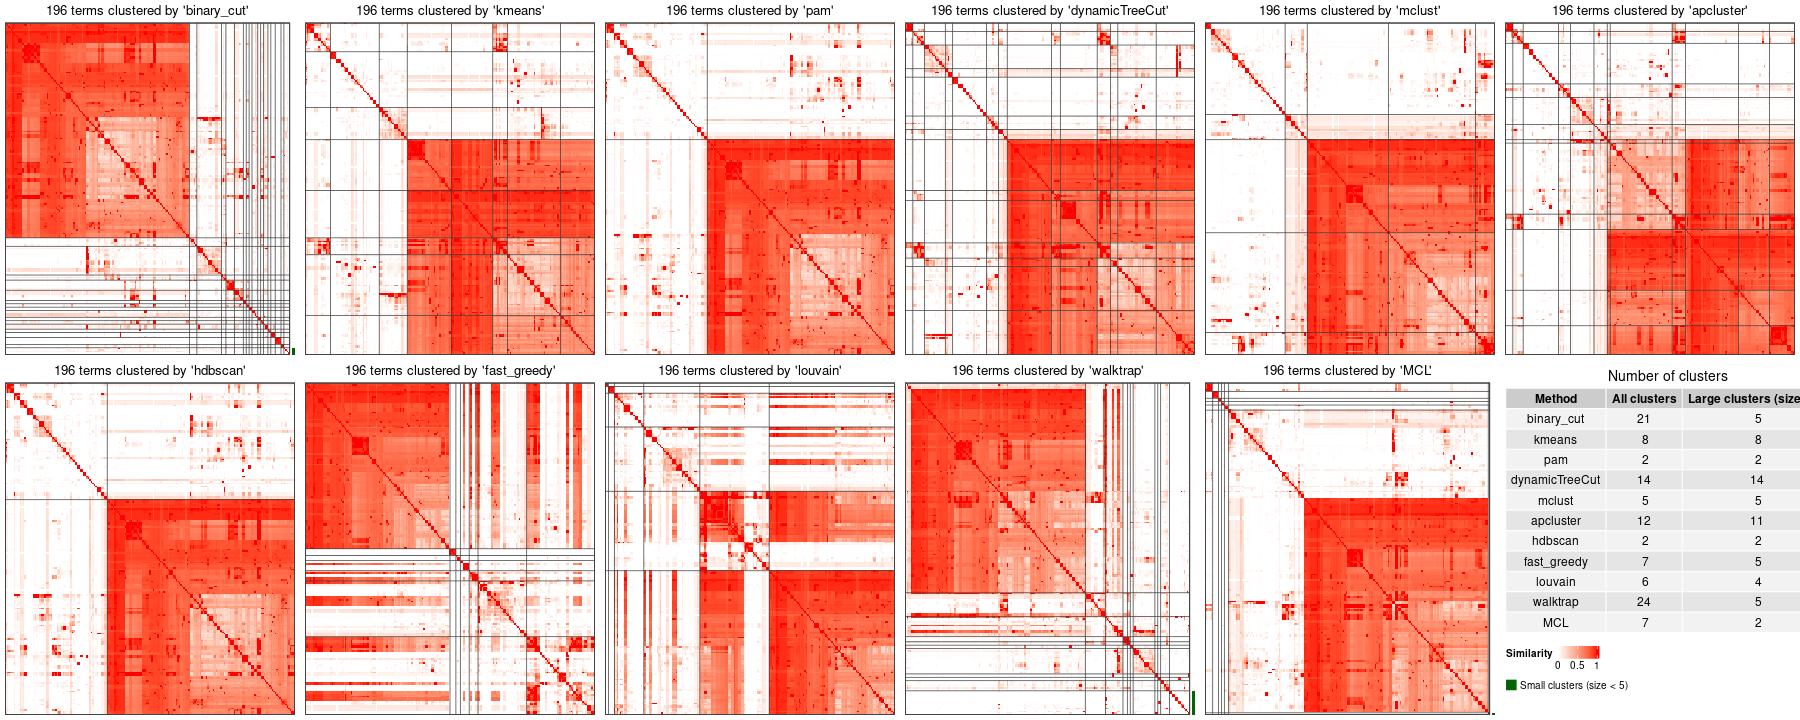 196 terms clustered by 'binary_cut'
196 terms clustered by 'kmeans'
196 terms clustered by 'pam'
196 terms clustered by 'dynamicTreeCut'
196 terms clustered by 'mclust'
196 terms clustered by 'apcluster'
196 terms clustered by 'hdbscan'
196 terms clustered by 'fast_greedy'
196 terms clustered by 'louvain'
196 terms clustered by 'walktrap'
196 terms clustered by 'MCL'
Number of clusters
Method All clusters Large clusters (size
binary_cut 21 5
kmeans 8 8
pam 2 2
dynamicTreeCut 14 14
mclust 5 5
apcluster 12 11
hdbscan 2 2
fast_greedy 7 5
louvain 6 4
walktrap 24 5
MCL 7 2
Similarity
0 0.5 1
Small clusters (size < 5)